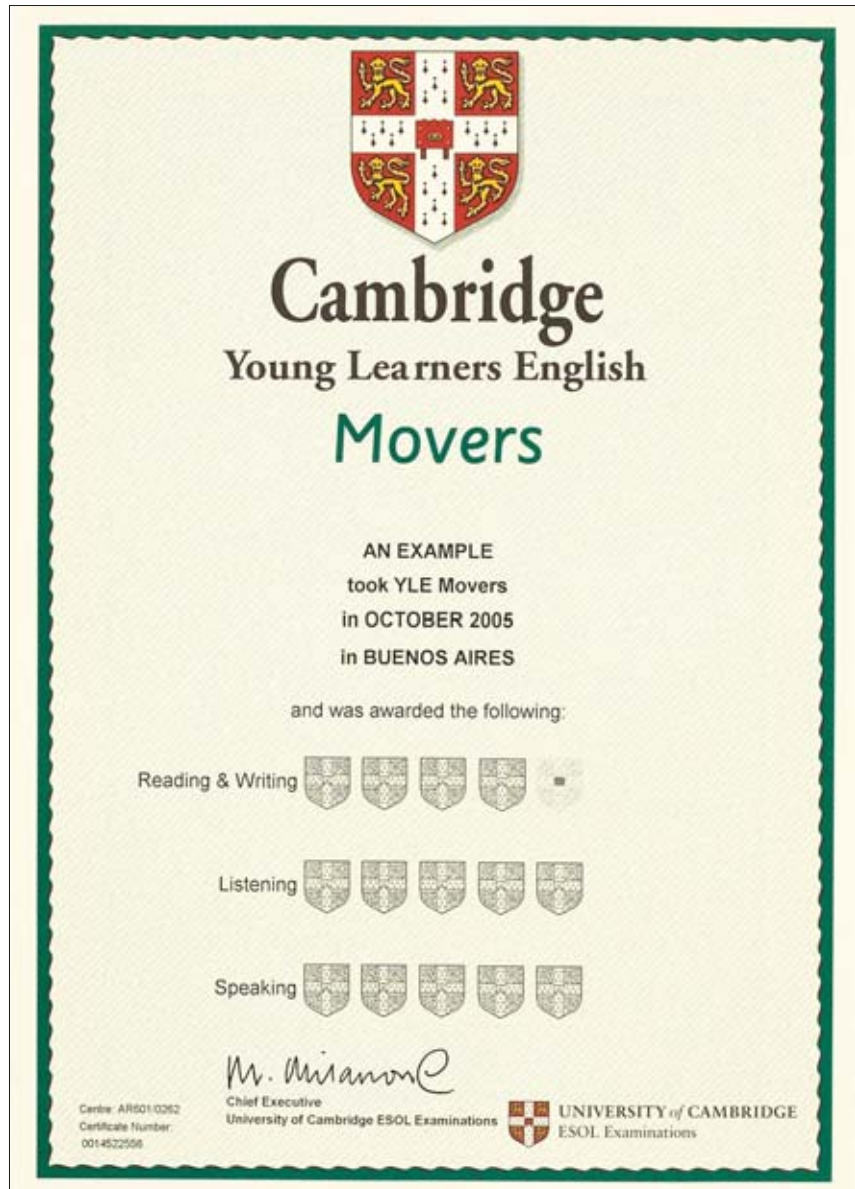 Cambridge
Young Learners English
Movers
AN EXAMPLE
took YLE Movers
in OCTOBER 2005
in BUENOS AIRES
and was awarded the following:
Reading & Writing
Listening
Speaking
Chief Executive
University of Cambridge ESOL Examinations
Centre: AR601/0262
Certificate Number:
0014522556
UNIVERSITY of CAMBRIDGE
ESOL Examinations